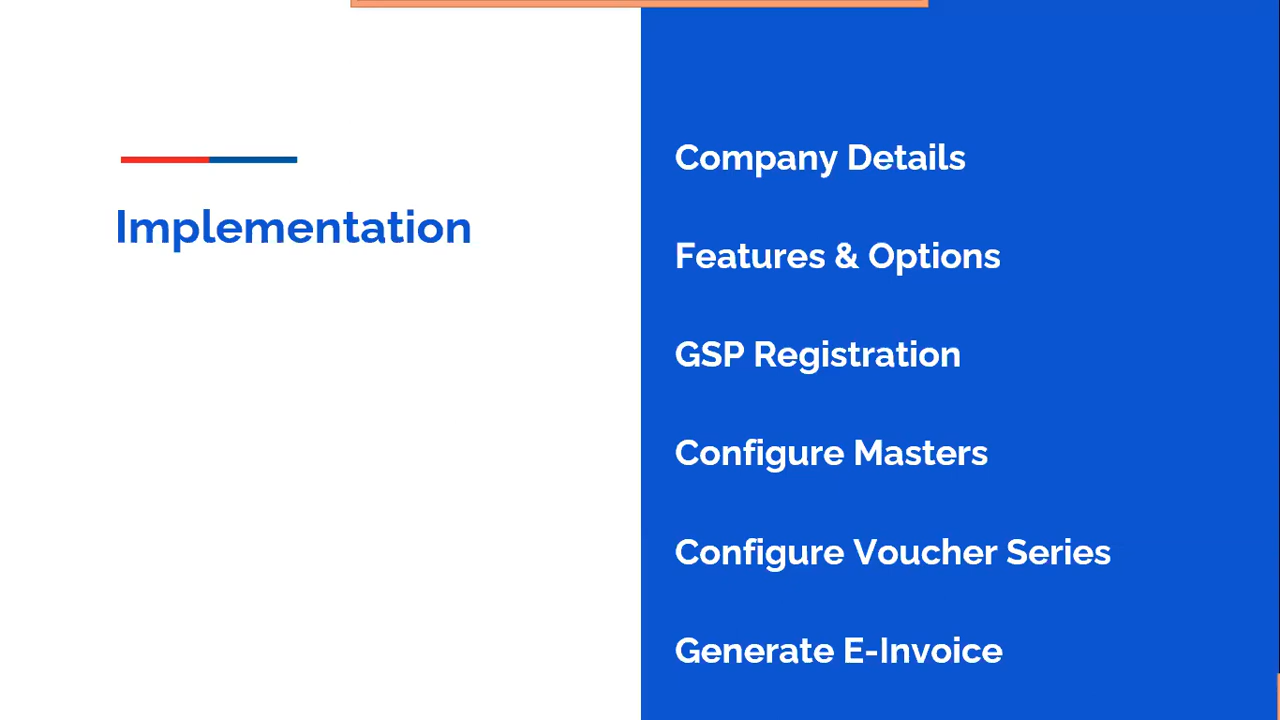 Implementation
Company Details
Features & Options
GSP Registration
Configure Masters
Configure Voucher Series
Generate E-Invoice